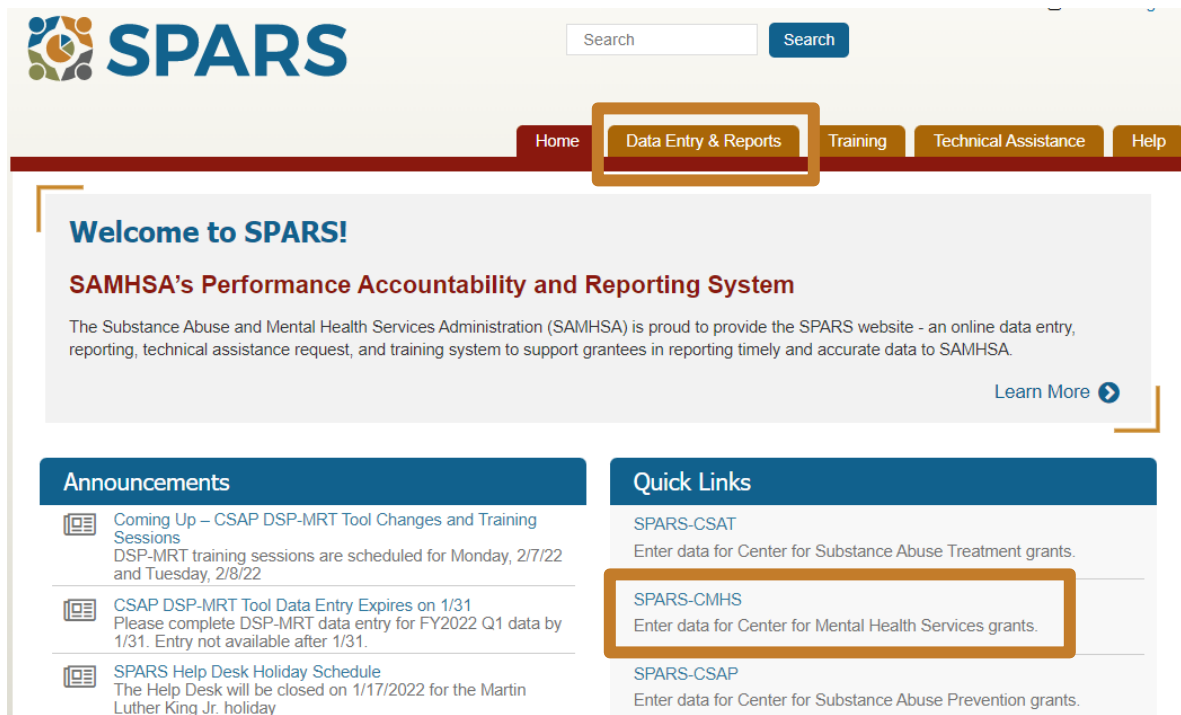 SPARS
Search
Search
Home
Data Entry & Reports
Training
Technical Assistance
Help
Welcome to SPARS!
SAMHSA's Performance Accountability and Reporting System
The Substance Abuse and Mental Health Services Administration (SAMHSA) is proud to provide the SPARS website - an online data entry,
reporting, technical assistance request, and training system to support grantees in reporting timely and accurate data to SAMHSA.
Learn More
Announcements
Coming Up – CSAP DSP-MRT Tool Changes and Training
Sessions
DSP-MRT training sessions are scheduled for Monday, 2/7/22
and Tuesday, 2/8/22
CSAP DSP-MRT Tool Data Entry Expires on 1/31
Please complete DSP-MRT data entry for FY2022 Q1 data by
1/31. Entry not available after 1/31.
SPARS Help Desk Holiday Schedule
The Help Desk will be closed on 1/17/2022 for the Martin
Luther King Jr. holiday
Quick Links
SPARS-CSAT
Enter data for Center for Substance Abuse Treatment grants.
SPARS-CMHS
Enter data for Center for Mental Health Services grants.
SPARS-CSAP
Enter data for Center for Substance Abuse Prevention grants.